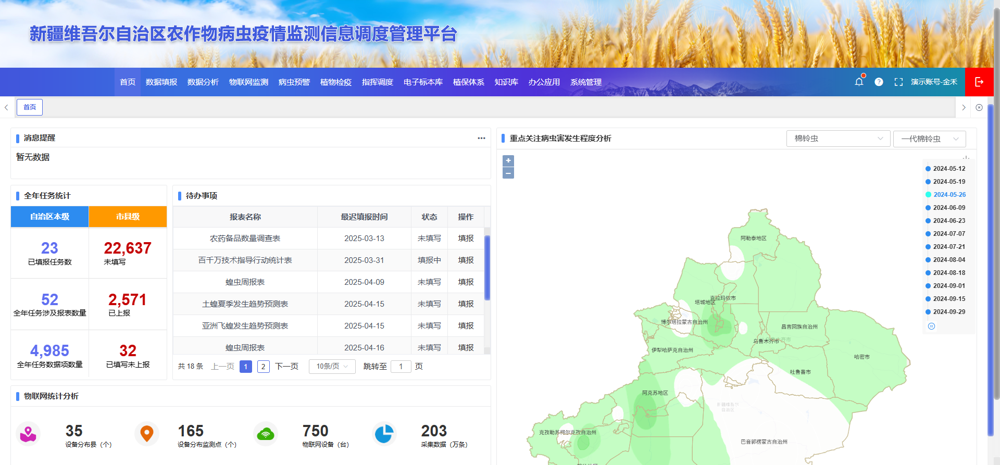 新疆维吾尔自治区农作物病虫疫情监测信息调度管理平台
首页 数据填报 数据分析 物联网监测 病虫预警 植物检疫 指挥调度 电子标本库 植保体系 知识库 办公应用 系统管理 演示账号-金禾
首页
消息提醒
暂无数据
全年任务统计
自治区本级 市县级
23 22,637
已填报任务数 未填写
52 2,571
全年任务涉及报表数量 已上报
4,985 32
全年任务数据项数量 已填写未上报
待办事项
报表名称 最迟填报时间 状态 操作
农药备品数量调查表 2025-03-13 未填写 填报
百千万技术指导行动统计表 2025-03-31 填报中 填报
蝗虫周报表 2025-04-09 未填写 填报
土蝗夏季发生趋势预测表 2025-04-15 未填写 填报
亚洲飞蝗发生趋势预测表 2025-04-15 未填写 填报
蝗虫周报表 2025-04-16 未填写 填报
共 18 条 上一页 1 2 下一页 10条/页 跳转至 1 页
物联网统计分析
35 165 750 203
设备分布县（个） 设备分布监测点（个） 物联网设备（台） 采集数据（万条）
重点关注病虫害发生程度分析 棉铃虫 一代棉铃虫
+
−
2024-05-12
2024-05-19
2024-05-26
2024-06-09
2024-06-23
2024-07-07
2024-07-21
2024-08-04
2024-08-18
2024-09-01
2024-09-15
2024-09-29
阿勒泰地区
克拉玛依市
塔城地区
博尔塔拉蒙古自治州
昌吉回族自治州
乌鲁木齐市
伊犁哈萨克自治州
哈密市
吐鲁番市
阿克苏地区
新疆维吾尔
自治区
克孜勒苏柯尔克孜自治州
巴音郭楞蒙古自治州